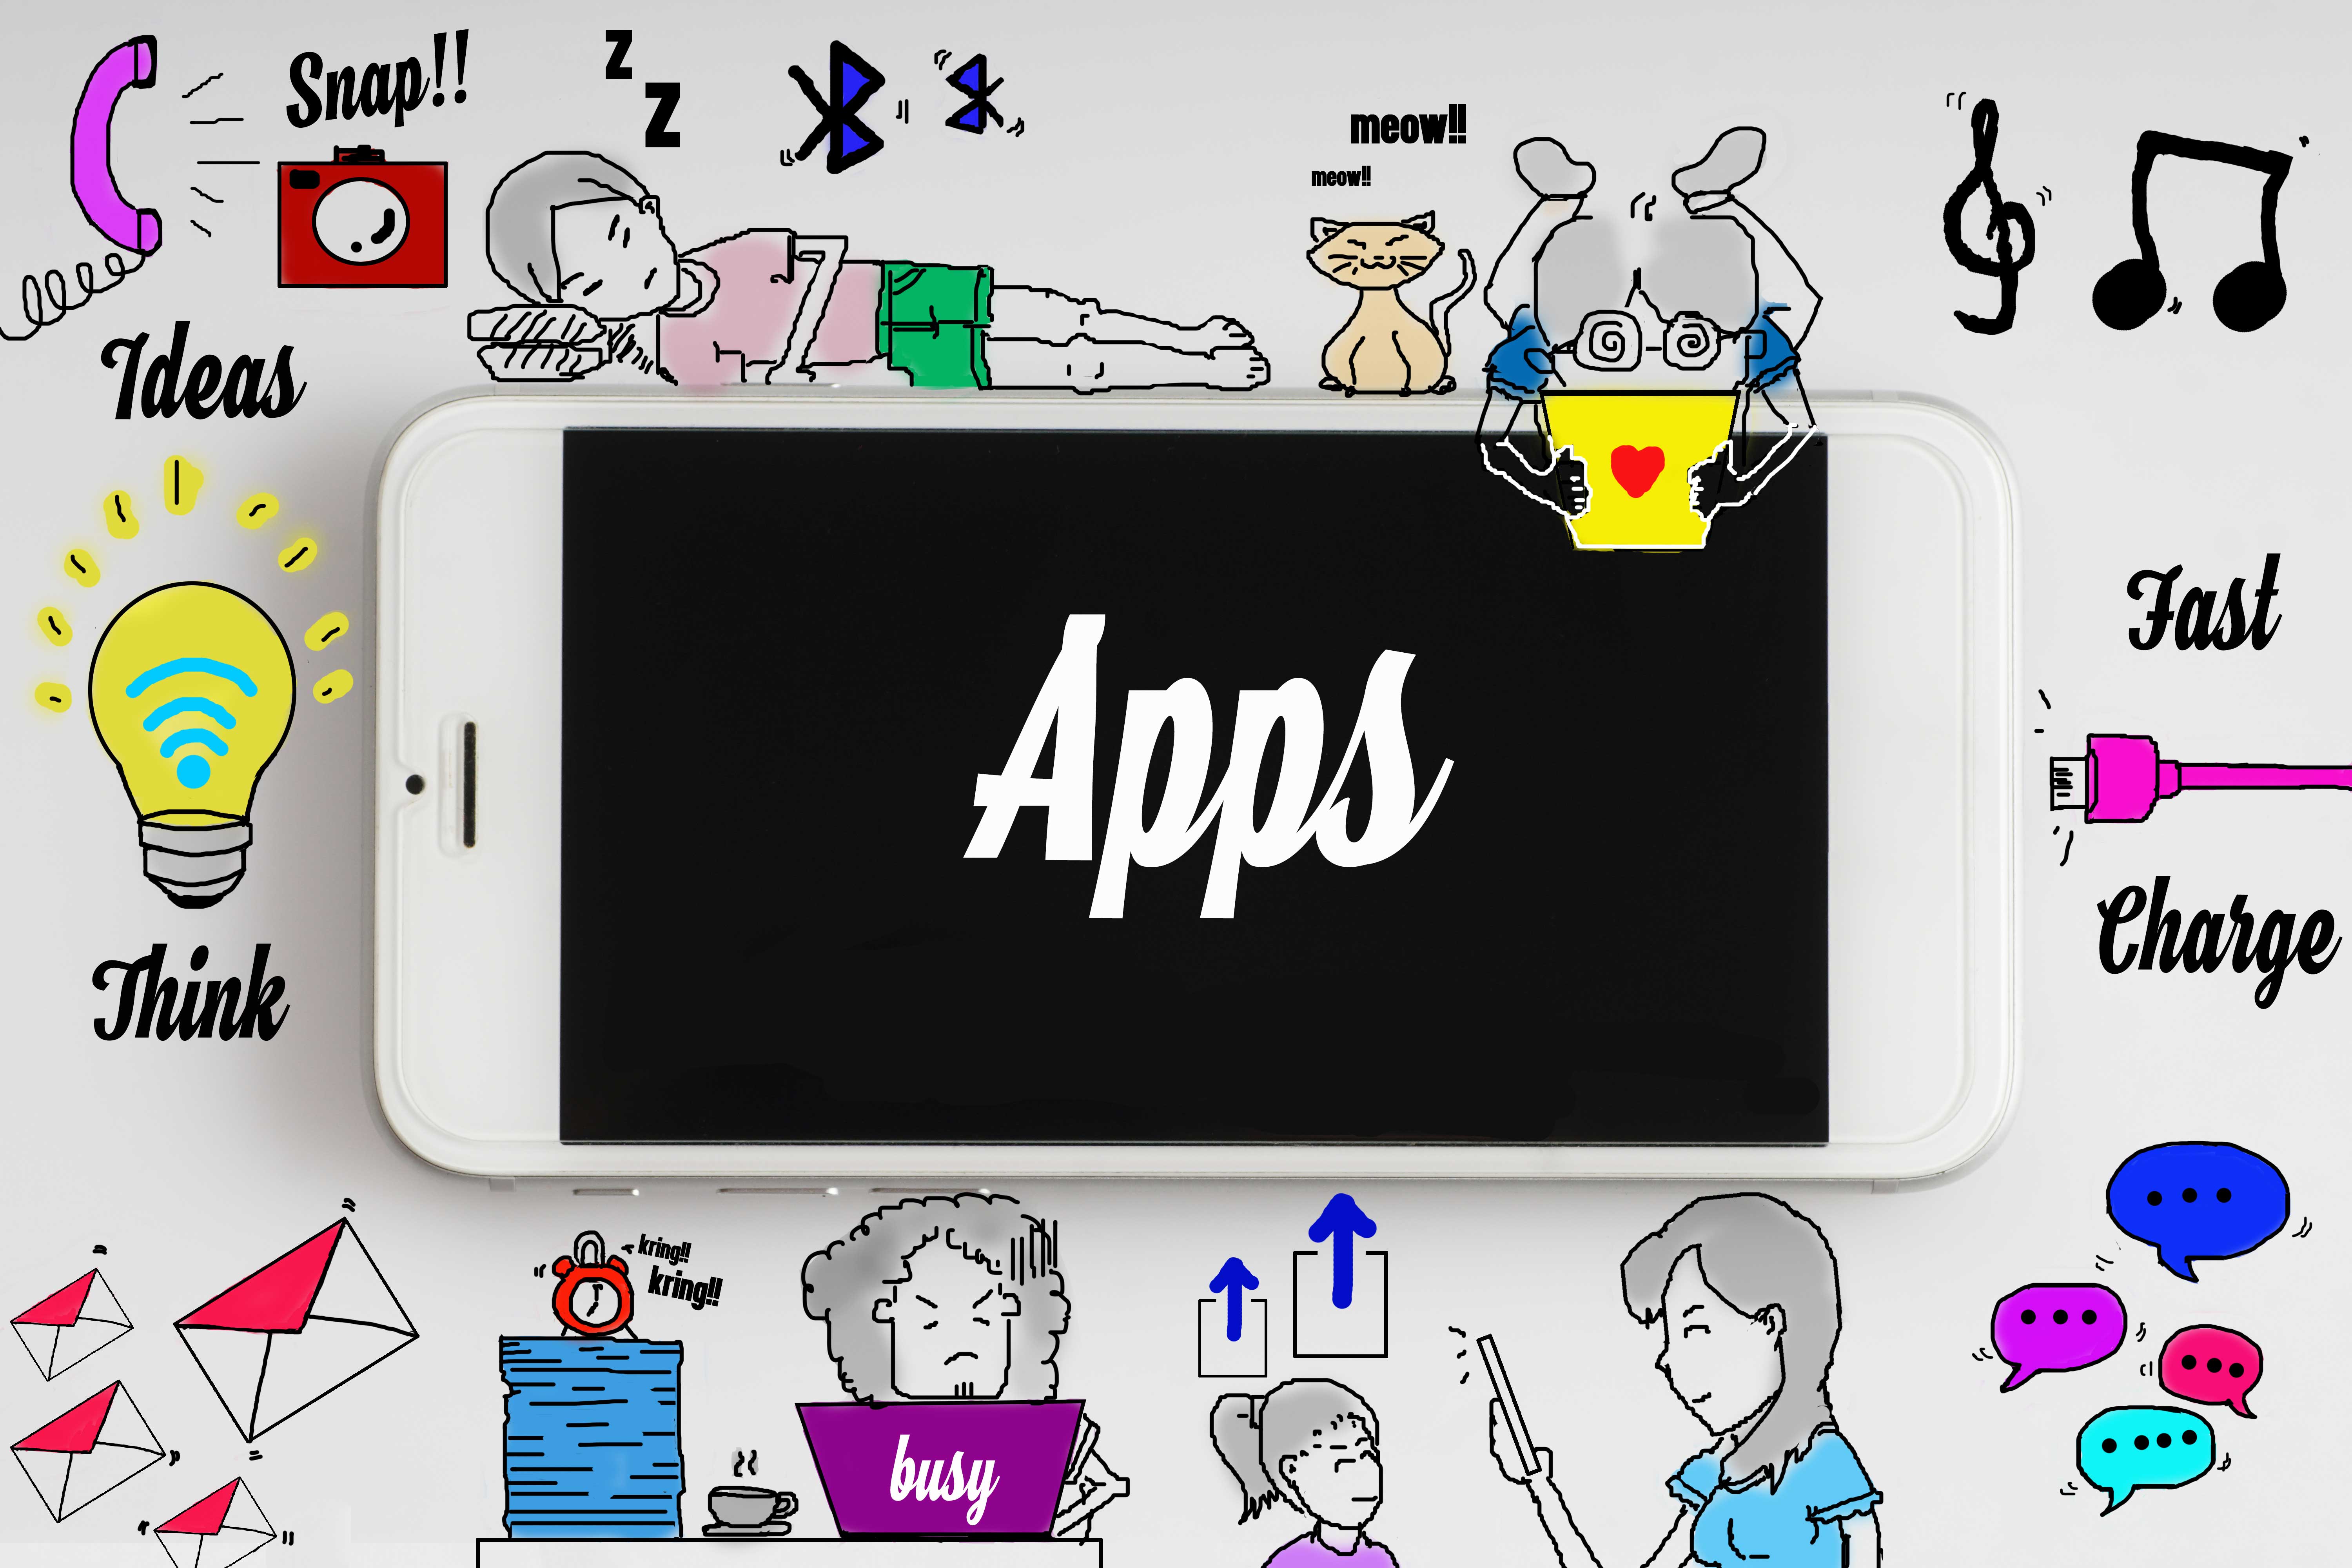 Snap!!
z
z
meow!!
meow!!
Ideas
Apps
Fast
Think
Charge
kring!!
kring!!
busy